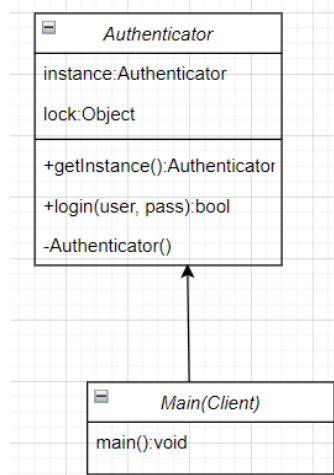 Authenticator
instance:Authenticator
lock:Object
+getInstance():Authenticator
+login(user, pass):bool
-Authenticator()
Main(Client)
main():void